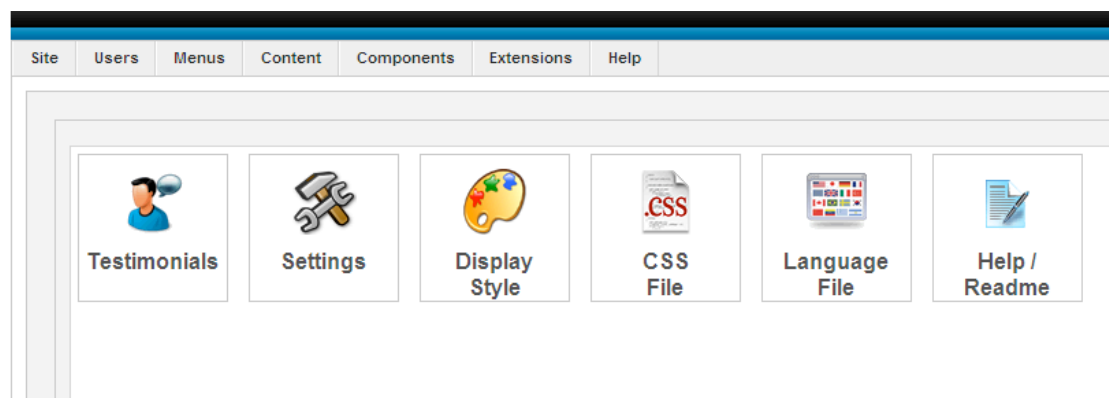 Site Users Menus Content Components Extensions Help
.CSS
Testimonials Settings Display Style CSS File Language File Help / Readme